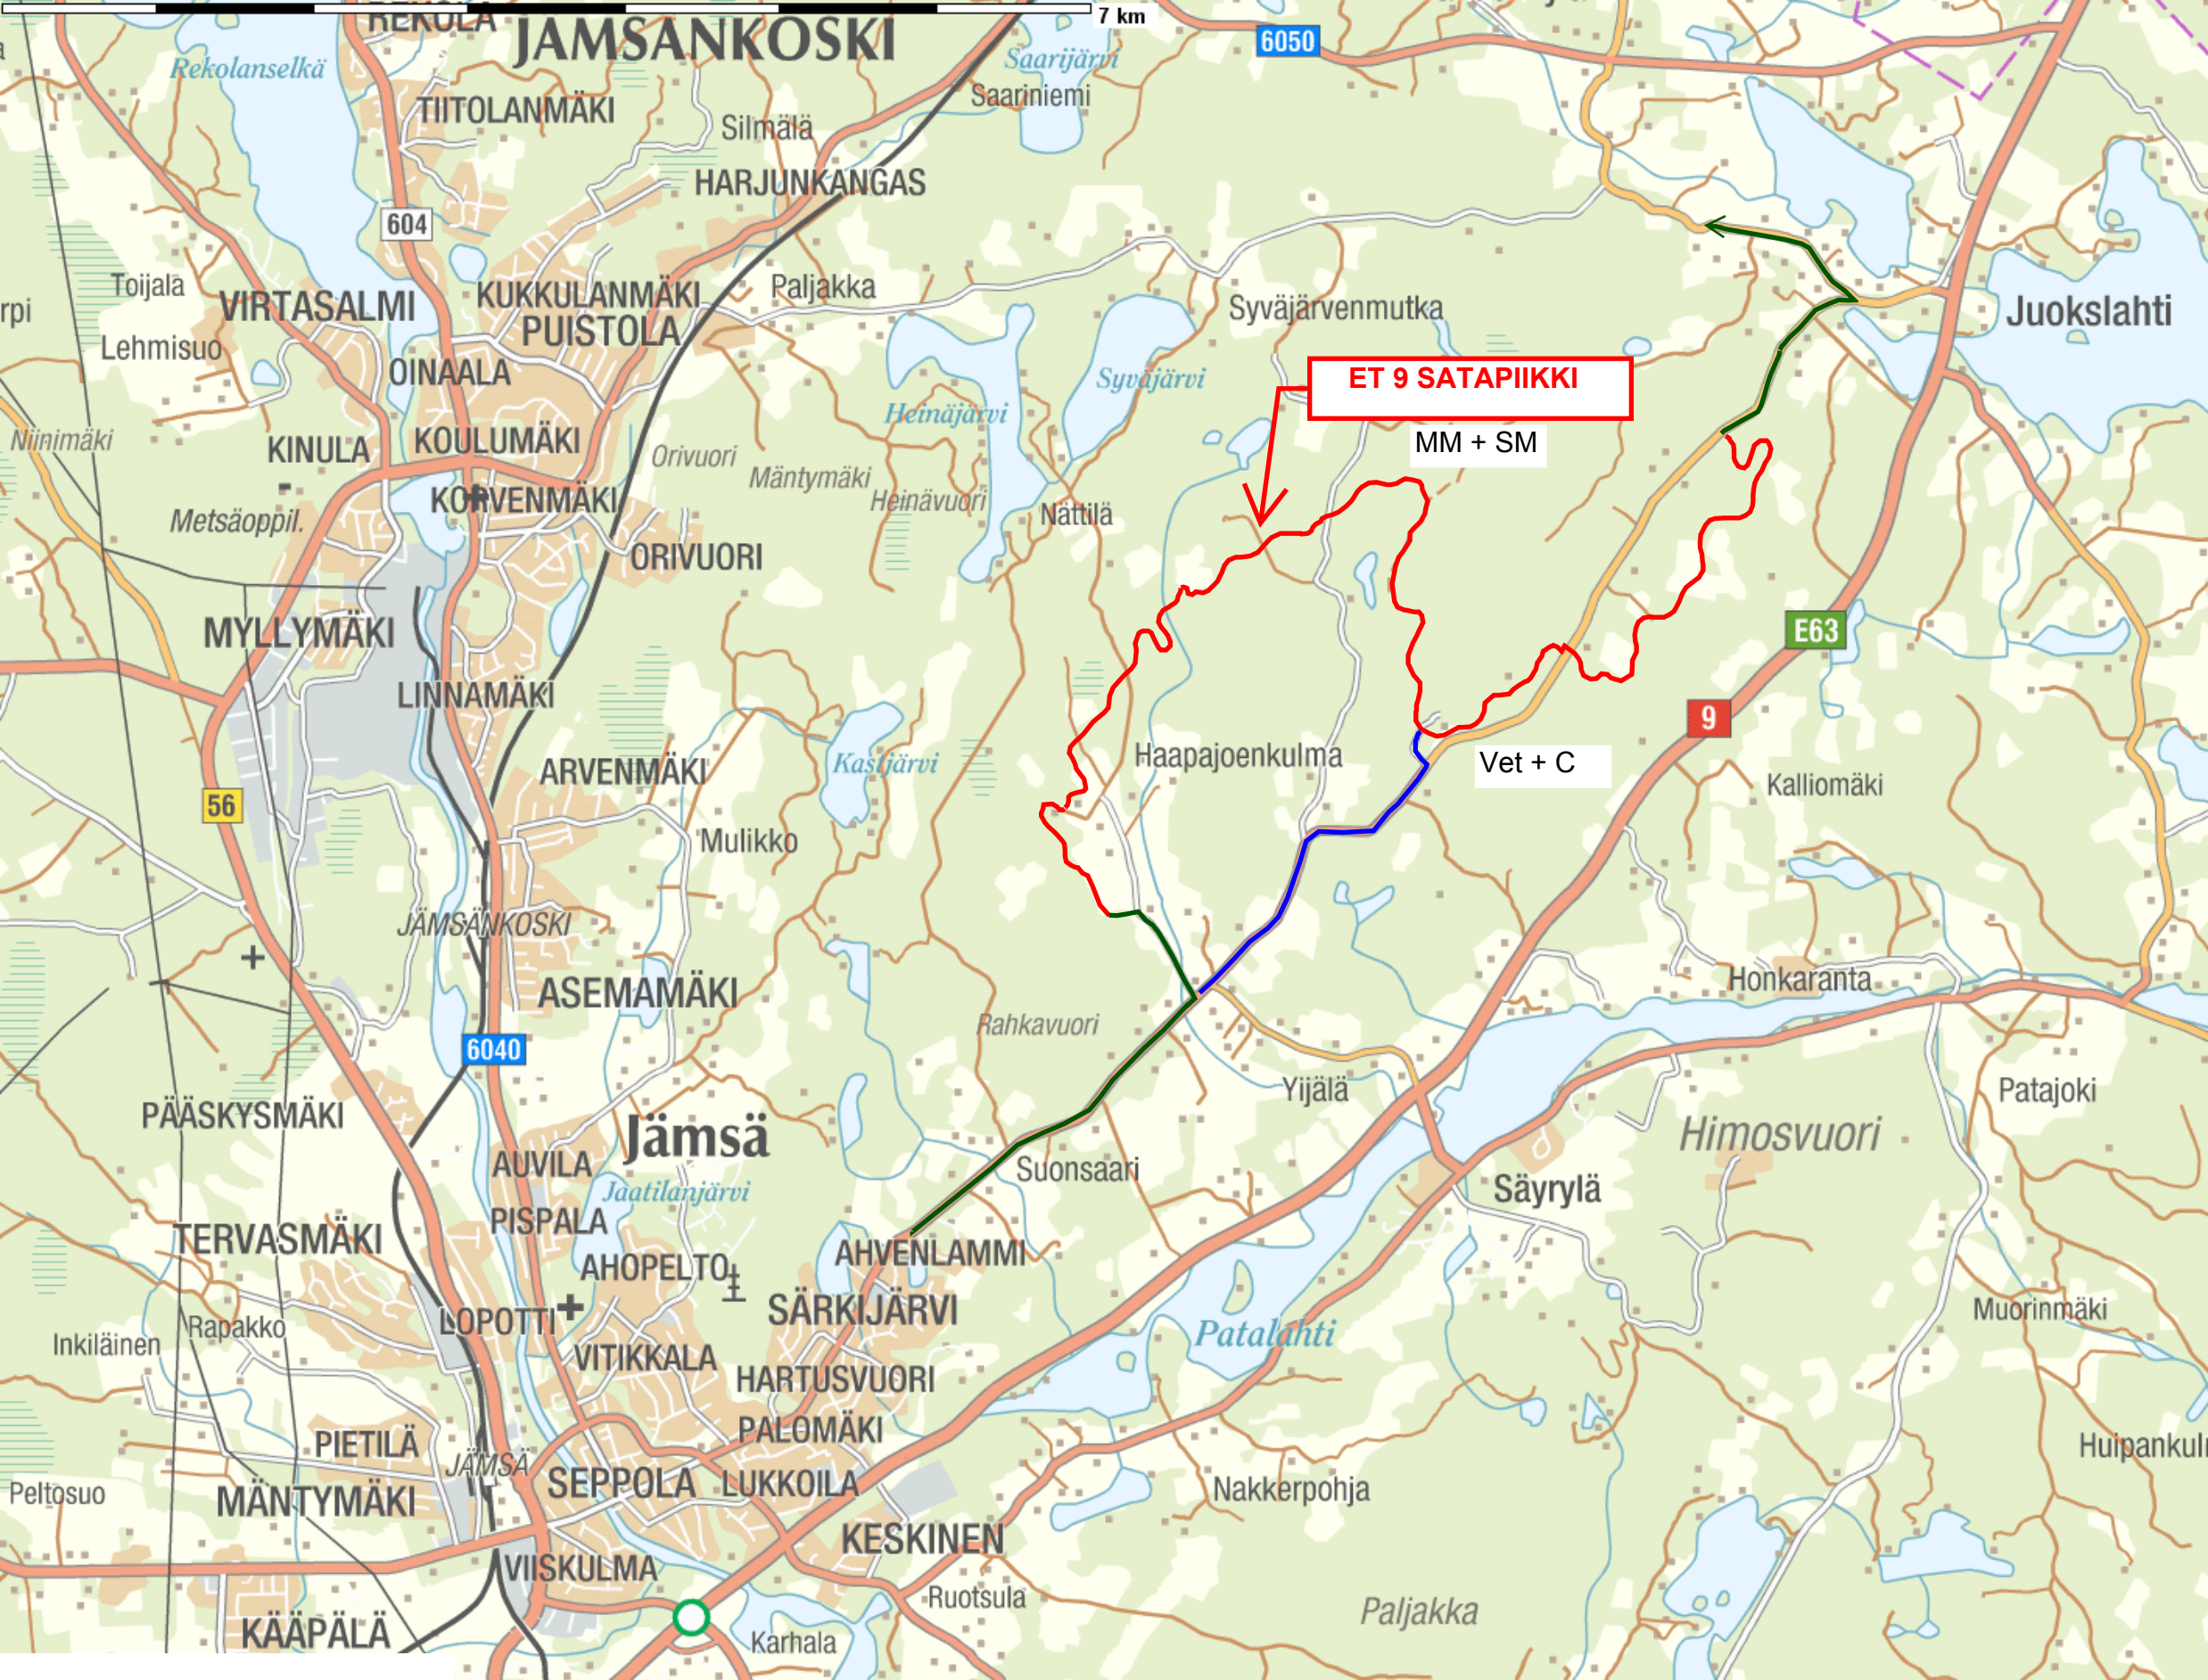 7 km
REKOLA
JÄMSÄNKOSKI
6050
Saarijärvi
Rekolanselkä
Saariniemi
TIITOLANMÄKI
Silmälä
HARJUNKANGAS
604
Toijala
Paljakka
KUKKULANMÄKI
VIRTASALMI
rpi
Syväjärvenmutka
Juokslahti
PUISTOLA
Lehmisuo
OINAALA
Syväjärvi
ET 9 SATAPIIKKI
Heinäjärvi
Niinimäki
KINULA
KOULUMÄKI
MM + SM
Orivuori
Mäntymäki
KORVENMÄKI
Heinävuori
Nättilä
Metsäoppil.
ORIVUORI
MYLLYMÄKI
E63
LINNAMÄKI
9
Haapajoenkulma
Kastjärvi
Vet + C
ARVENMÄKI
Kalliomäki
56
Mulikko
JÄMSÄNKOSKI
Honkaranta
ASEMAMÄKI
Rahkavuori
6040
Yijälä
Patajoki
PÄÄSKYSMÄKI
Jämsä
Himosvuori
AUVILA
Suonsaari
Jaatilanjärvi
Säyrylä
PISPALA
TERVASMÄKI
AHVENLAMMI
AHOPELTO
SÄRKIJÄRVI
Muorinmäki
LOPOTTI
Rapakko
Patalahti
Inkiläinen
VITIKKALA
HARTUSVUORI
PALOMÄKI
PIETILÄ
Huipankul
JÄMSÄ
SEPPOLA
LUKKOILA
Nakkerpohja
Peltosuo
MÄNTYMÄKI
KESKINEN
VIISKULMA
Ruotsula
Paljakka
KÄÄPÄLÄ
Karhala